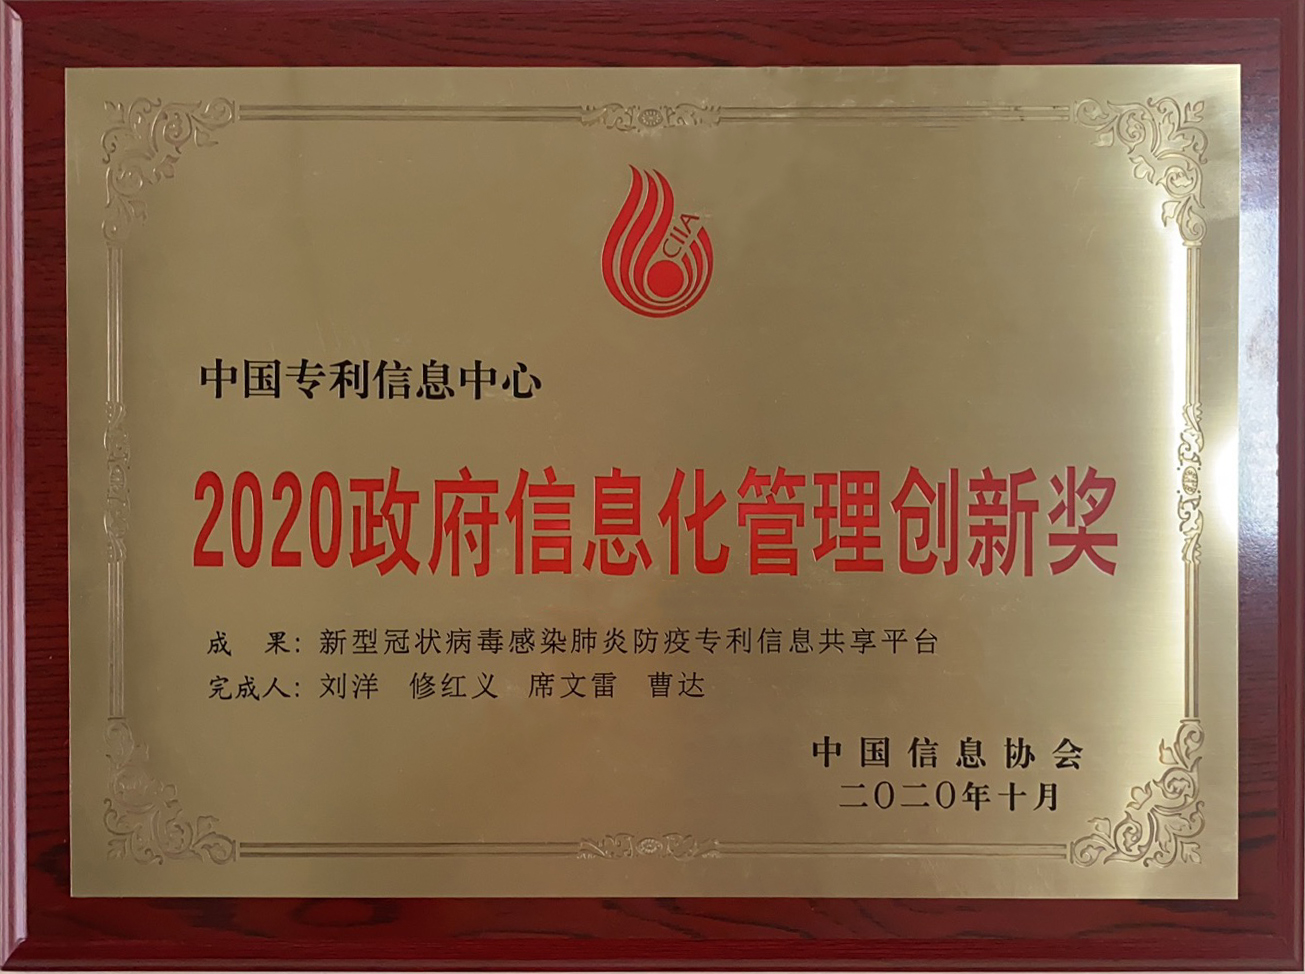 CIIA
中国专利信息中心
2020政府信息化管理创新奖
成　果：新型冠状病毒感染肺炎防疫专利信息共享平台
完成人：刘洋　修红义　席文雷　曹达
中国信息协会
二〇二〇年十月